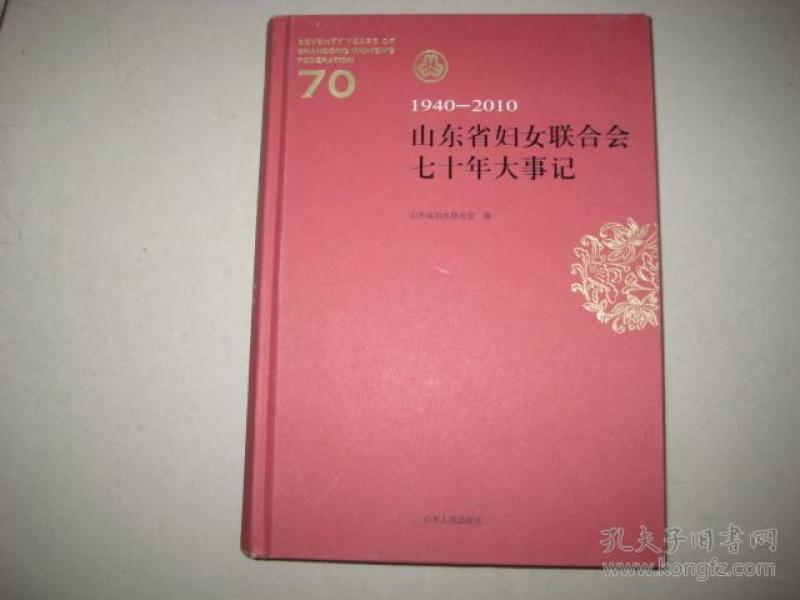 SEVENTY YEARS OF
SHANDONG WOMEN'S
FEDERATION
70
1940—2010
山东省妇女联合会
七十年大事记
山东省妇女联合会 编
山东人民出版社
孔夫子旧书网
www.kongfz.com